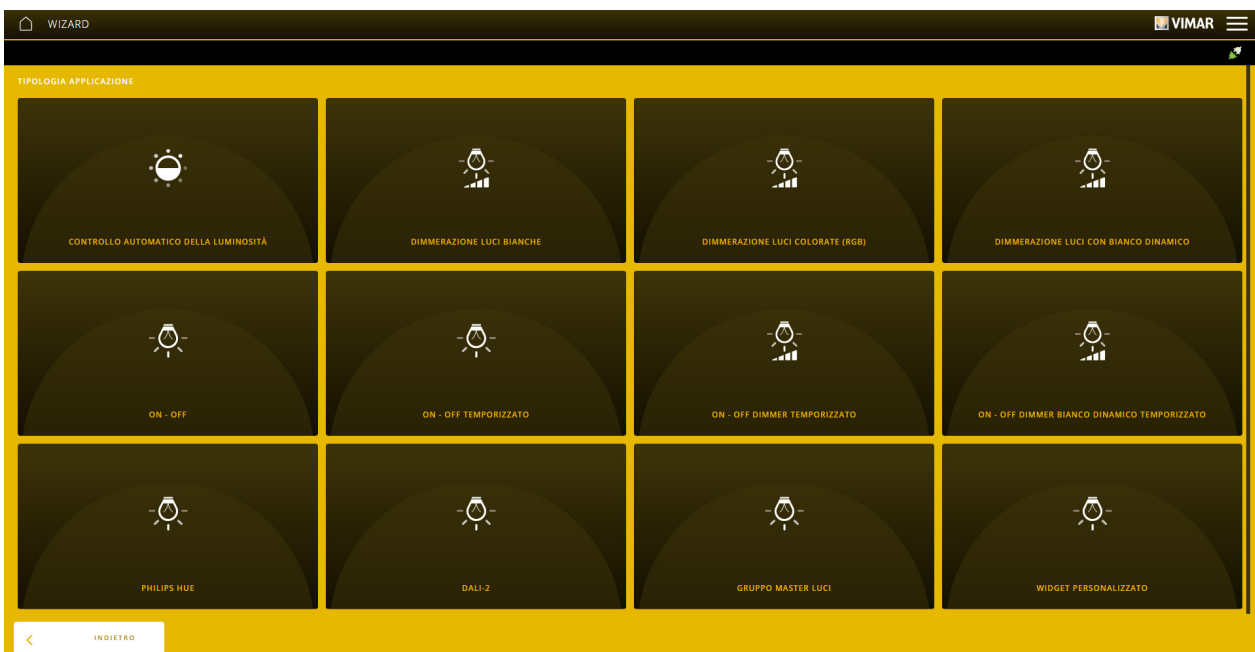 WIZARD
VIMAR
TIPOLOGIA APPLICAZIONE
CONTROLLO AUTOMATICO DELLA LUMINOSITÀ
DIMMERAZIONE LUCI BIANCHE
DIMMERAZIONE LUCI COLORATE (RGB)
DIMMERAZIONE LUCI CON BIANCO DINAMICO
ON - OFF
ON - OFF TEMPORIZZATO
ON - OFF DIMMER TEMPORIZZATO
ON - OFF DIMMER BIANCO DINAMICO TEMPORIZZATO
PHILIPS HUE
DALI-2
GRUPPO MASTER LUCI
WIDGET PERSONALIZZATO
INDIETRO